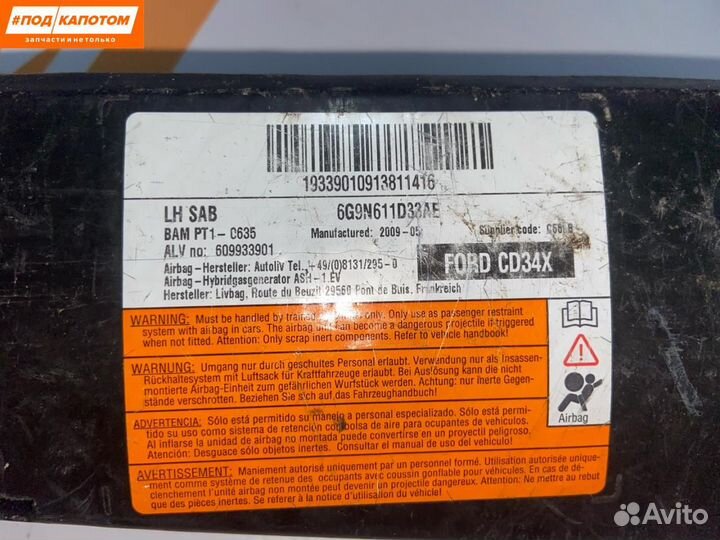 #ПОД КАПОТОМ
запчасти и не только
19339010913811416
LH SAB 6G9N611D33AE
BAM PT1- C635 Manufactured: 2009-05 Supplier code:
ALV no: 609933901
Airbag-Hersteller: Autoliv Tel. +49/(0)8131/295-0 FORD CD34X
Airbag-Hybridgasgenerator ASH-1.EV
Hersteller: Livbag, Route du Beuzit 29560 Pont de Buis, Frankreich
WARNING: Must be handled by trained personnel only. Only use as passenger restraint
system with airbag in cars. The airbag unit can become a dangerous projectile if triggered
when not fitted. Attention: Only scrap inert components. Refer to vehicle handbook!
WARNUNG: Umgang nur durch geschultes Personal erlaubt. Verwendung nur als Insassen-
Rückhaltesystem mit Luftsack für Kraftfahrzeuge erlaubt. Bei Auslösung kann die nicht
montierte Airbag-Einheit zum gefährlichen Wurfstück werden. Achtung: Nur inerte Gegen-
stände verschrotten. Beziehen Sie sich auf das Fahrzeughandbuch!
ADVERTENCIA: Sólo está permitido su manejo a personal especializado. Sólo está permi-
tido su uso como sistema de retención con bolsa de aire para ocupantes de vehículos.
Al inflarse la unidad de airbag no montada puede convertirse en un proyectil peligroso.
Atención: Desguace sólo objetos inertes. Consultar el manual de uso del vehículo!
AVERTISSEMENT: Maniement autorisé uniquement par un personnel formé. Utilisation autorisée unique-
ment comme système de retenue des occupants avec coussin gonflable pour véhicules. En cas de dé-
clenchement l'unité airbag non montée peut devenir un projectile dangereux. Attention: Ne mettre au rebut
que des pièces inertes. Se référer à la notice d'utilisation du véhicule!
Airbag
Avito